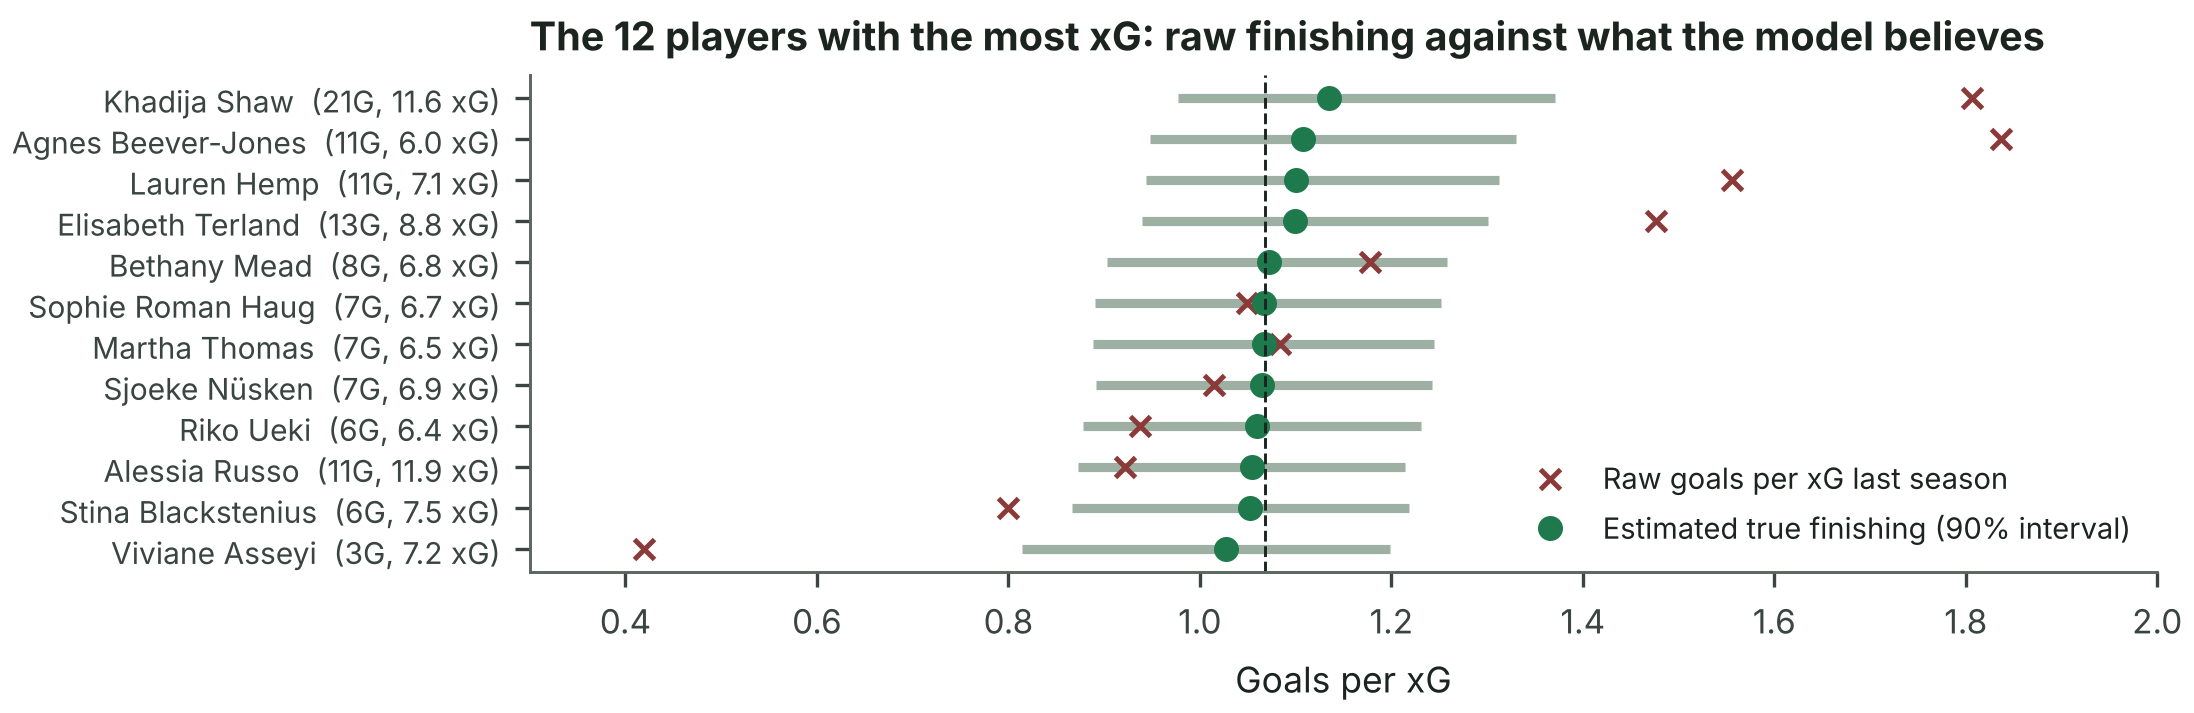 The 12 players with the most xG: raw finishing against what the model believes
Khadija Shaw (21G, 11.6 xG)
Agnes Beever-Jones (11G, 6.0 xG)
Lauren Hemp (11G, 7.1 xG)
Elisabeth Terland (13G, 8.8 xG)
Bethany Mead (8G, 6.8 xG)
Sophie Roman Haug (7G, 6.7 xG)
Martha Thomas (7G, 6.5 xG)
Sjoeke Nüsken (7G, 6.9 xG)
Riko Ueki (6G, 6.4 xG)
Alessia Russo (11G, 11.9 xG)
Stina Blackstenius (6G, 7.5 xG)
Viviane Asseyi (3G, 7.2 xG)
Raw goals per xG last season
Estimated true finishing (90% interval)
0.4 0.6 0.8 1.0 1.2 1.4 1.6 1.8 2.0
Goals per xG